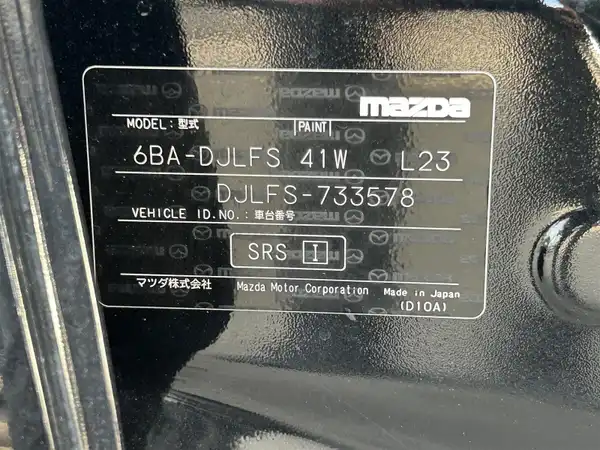 mazda
MODEL:型式 PAINT
6BA-DJLFS 41W L23
DJLFS-733578
VEHICLE ID.NO.:車台番号
SRS I
マツダ株式会社 Mazda Motor Corporation Made in Japan
(D10A)